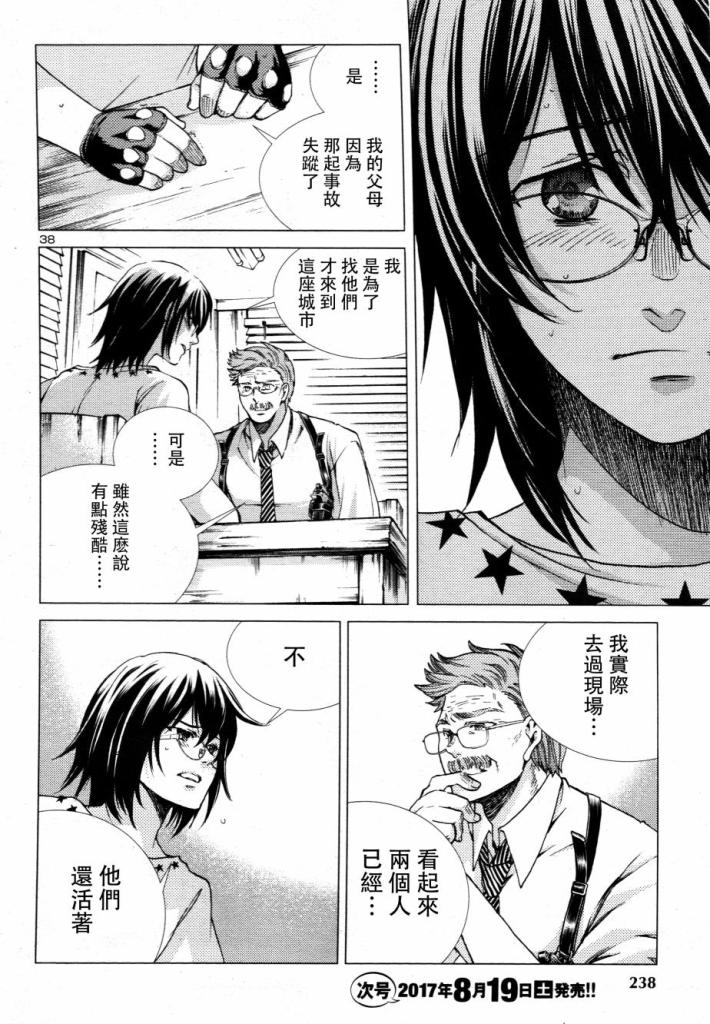 ……
是
我的父母
因為
那起事故
失蹤了
38
我
是為了
找他們
才來到
這座城市
可是
……
雖然這麼說
有點殘酷……
我實際
去過現場…
看起來
兩個人
已經…
不
他們
還活著
次号 2017年8月19日土発売!!
238